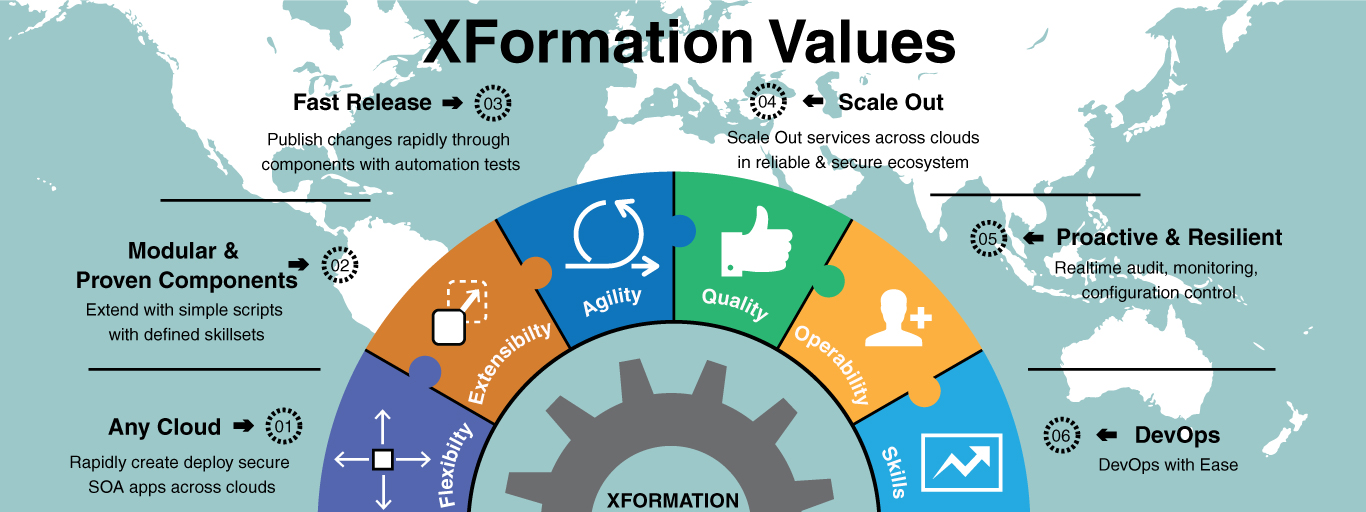 XFormation Values
Fast Release
03
Publish changes rapidly through
components with automation tests
04
Scale Out
Scale Out services across clouds
in reliable & secure ecosystem
Modular &
Proven Components
02
Extend with simple scripts
with defined skillsets
05
Proactive & Resilient
Realtime audit, monitoring,
configuration control
Any Cloud
01
Rapidly create deploy secure
SOA apps across clouds
06
DevOps
DevOps with Ease
Flexibilty
Extensibilty
Agility
Quality
Operability
Skills
XFORMATION